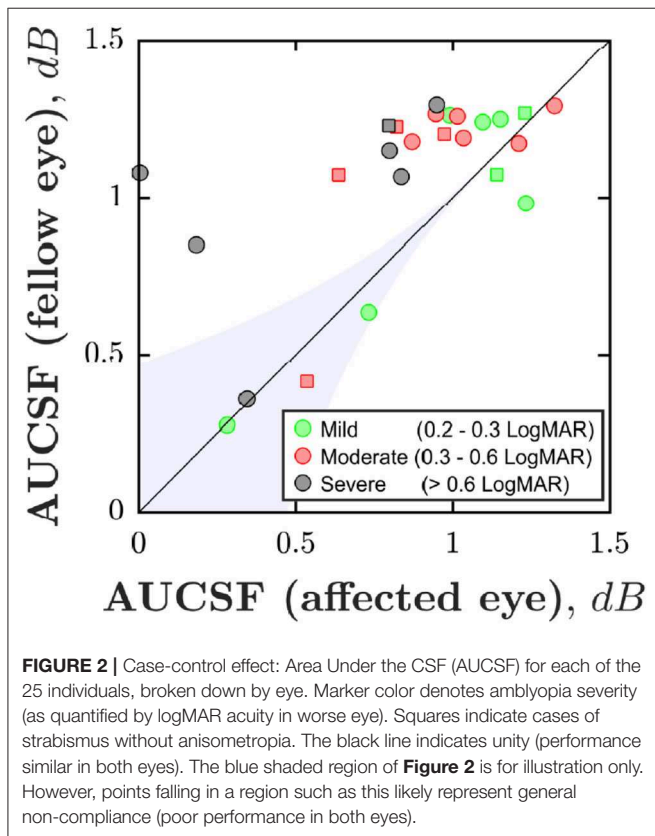 1.5
1
0.5
0
AUCSF (fellow eye), dB
Mild (0.2 - 0.3 LogMAR)
Moderate (0.3 - 0.6 LogMAR)
Severe (> 0.6 LogMAR)
0 0.5 1 1.5
AUCSF (affected eye), dB
FIGURE 2 | Case-control effect: Area Under the CSF (AUCSF) for each of the
25 individuals, broken down by eye. Marker color denotes amblyopia severity
(as quantified by logMAR acuity in worse eye). Squares indicate cases of
strabismus without anisometropia. The black line indicates unity (performance
similar in both eyes). The blue shaded region of Figure 2 is for illustration only.
However, points falling in a region such as this likely represent general
non-compliance (poor performance in both eyes).